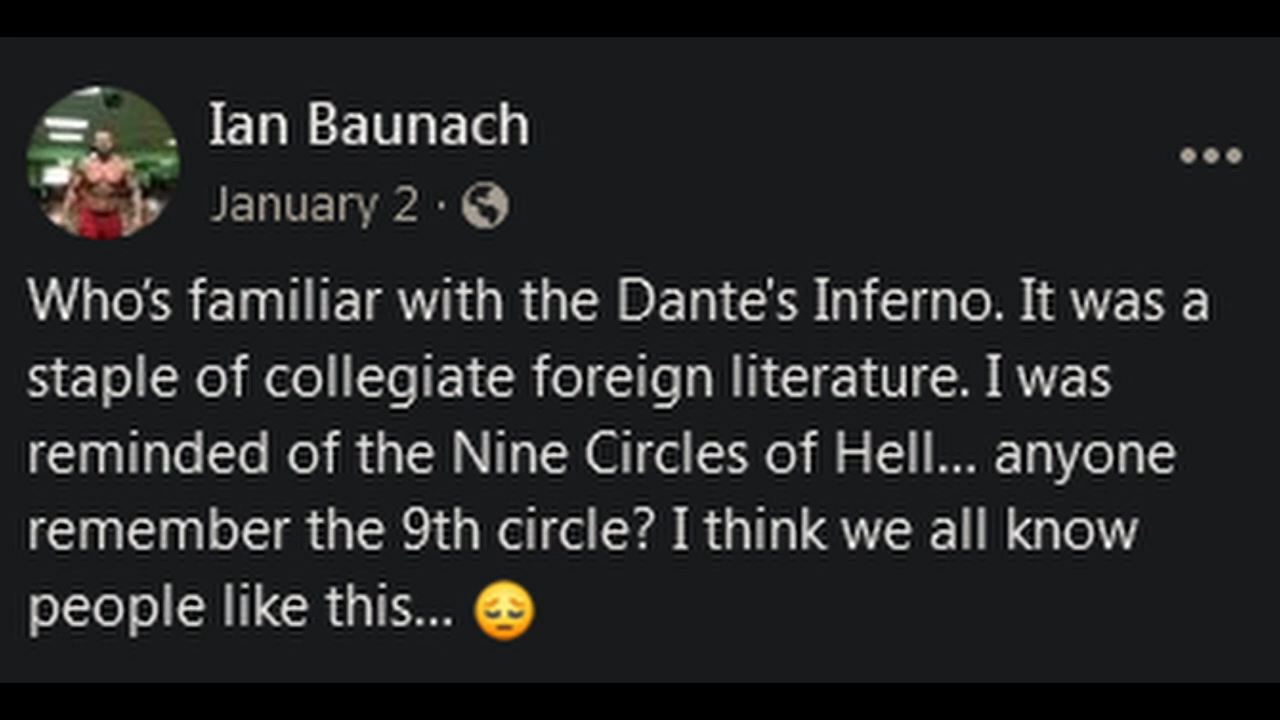 Ian Baunach
January 2 ·
Who's familiar with the Dante's Inferno. It was a
staple of collegiate foreign literature. I was
reminded of the Nine Circles of Hell... anyone
remember the 9th circle? I think we all know
people like this... 😔